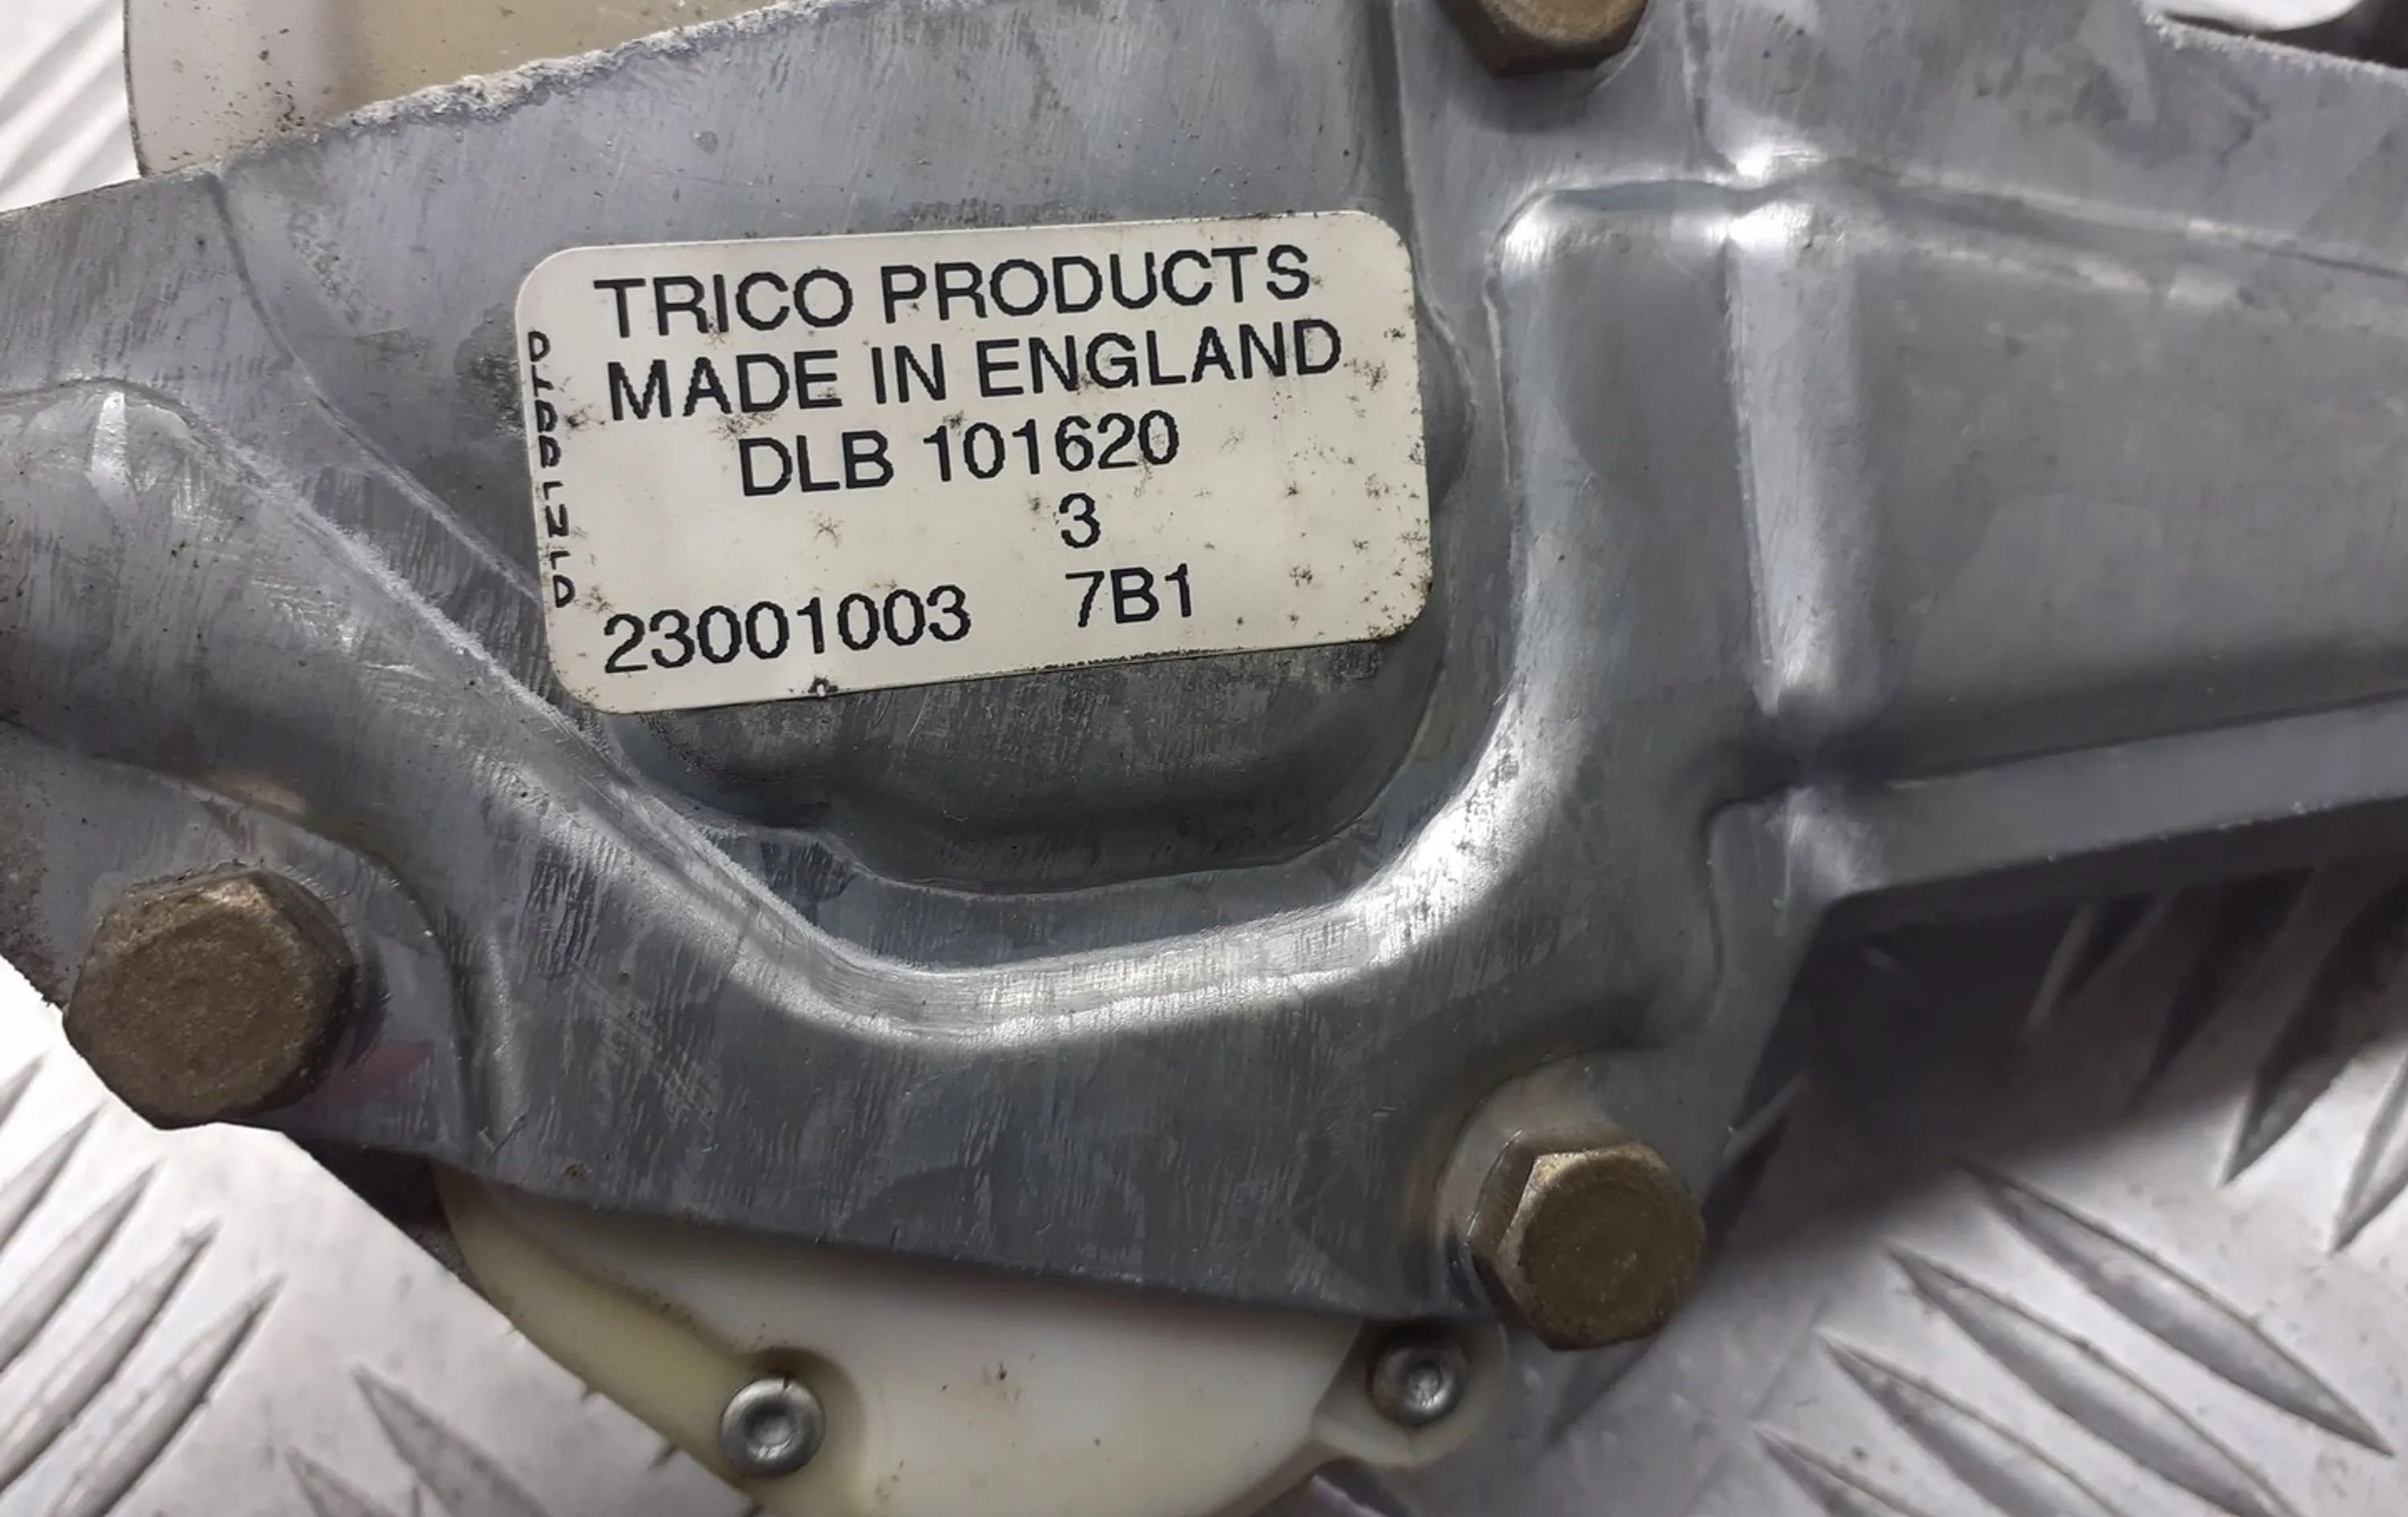 TRICO PRODUCTS
MADE IN ENGLAND
DLB 101620
3
23001003 7B1